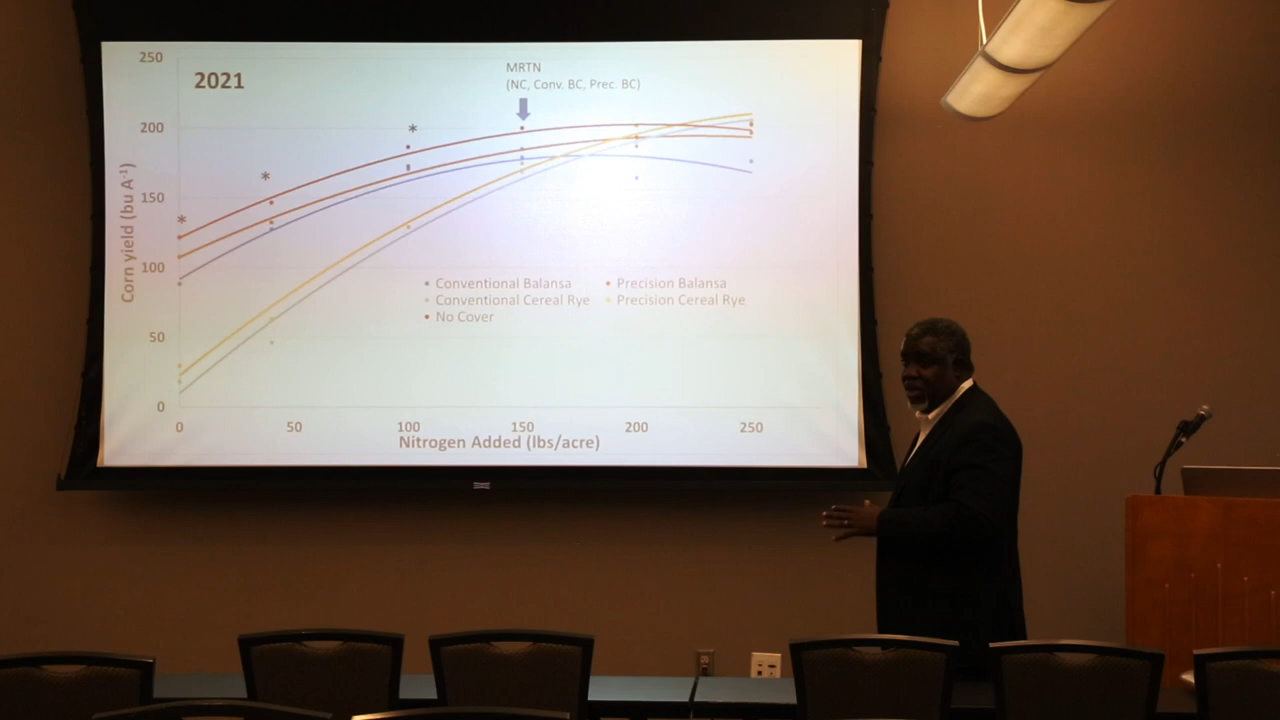 250
2021
MRTN
(NC, Conv. BC, Prec. BC)
200
*
*
150
*
100
50
0
Corn yield (bu A-1)
Conventional Balansa
Precision Balansa
Conventional Cereal Rye
Precision Cereal Rye
No Cover
0 50 100 150 200 250
Nitrogen Added (lbs/acre)